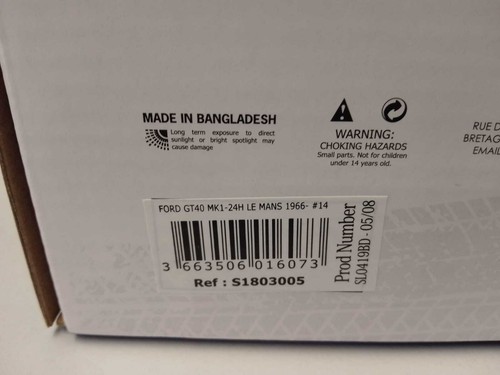 MADE IN BANGLADESH
Long term exposure to direct
sunlight or bright spotlight may
cause damage
WARNING:
CHOKING HAZARDS
Small parts. Not for children
under 14 years old.
RUE D
BRETAG
EMAIL
FORD GT40 MK1-24H LE MANS 1966- #14
3 663506 016073
Ref : S1803005
Prod Number
SL0419BD - 05/08